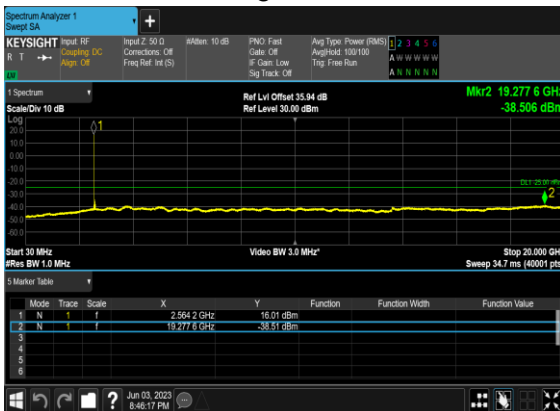 Spectrum Analyzer 1
Swept SA
KEYSIGHT
R T
LV
Input: RF
Coupling: DC
Align: Off
Input Z: 50 Ω
Corrections: Off
Freq Ref: Int (S)
#Atten: 10 dB
PNO: Fast
Gate: Off
IF Gain: Low
Sig Track: Off
Avg Type: Power (RMS)
Avg|Hold: 100/100
Trig: Free Run
1 2 3 4 5 6
A W W W W W
A N N N N N
1 Spectrum
Scale/Div 10 dB
Ref Lvl Offset 35.94 dB
Ref Level 30.00 dBm
Mkr2 19.277 6 GHz
-38.506 dBm
Log
20.0
10.0
0.00
-10.0
-20.0
-30.0
-40.0
-50.0
-60.0
1
DL1 -25.00 dBm
2
Start 30 MHz
#Res BW 1.0 MHz
Video BW 3.0 MHz*
Stop 20.000 GHz
Sweep 34.7 ms (40001 pts)
5 Marker Table
Mode Trace Scale X Y Function Function Width Function Value
1 N 1 f 2.564 2 GHz 16.01 dBm
2 N 1 f 19.277 6 GHz -38.51 dBm
3
4
5
6
?
Jun 03, 2023
8:46:17 PM